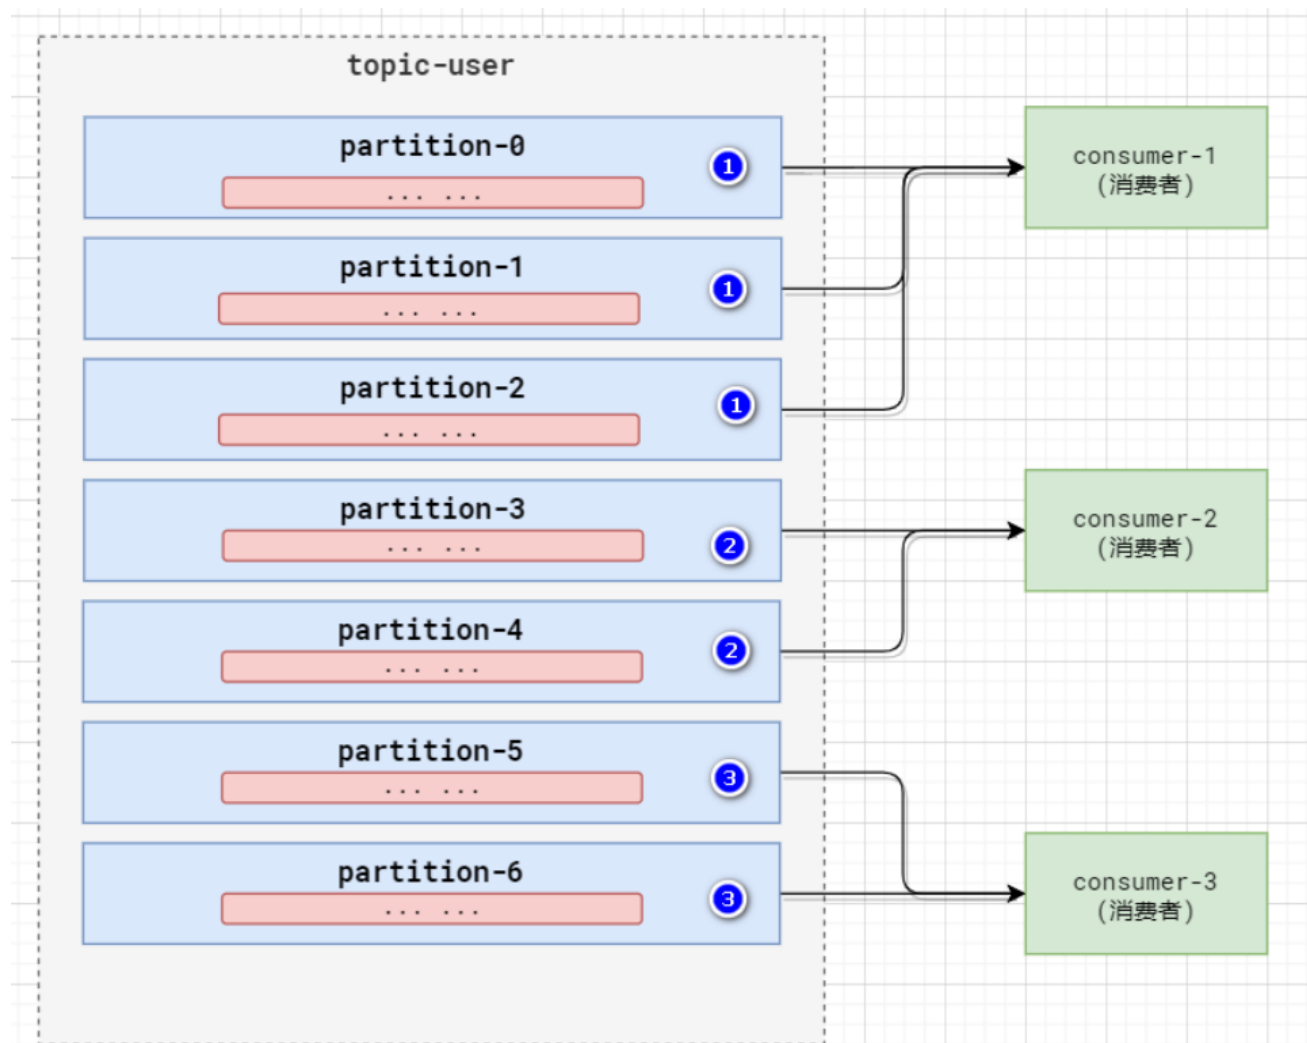 topic-user
partition-0
1
... ...
partition-1
1
... ...
partition-2
1
... ...
partition-3
2
... ...
partition-4
2
... ...
partition-5
3
... ...
partition-6
3
... ...
consumer-1
(消费者)
consumer-2
(消费者)
consumer-3
(消费者)